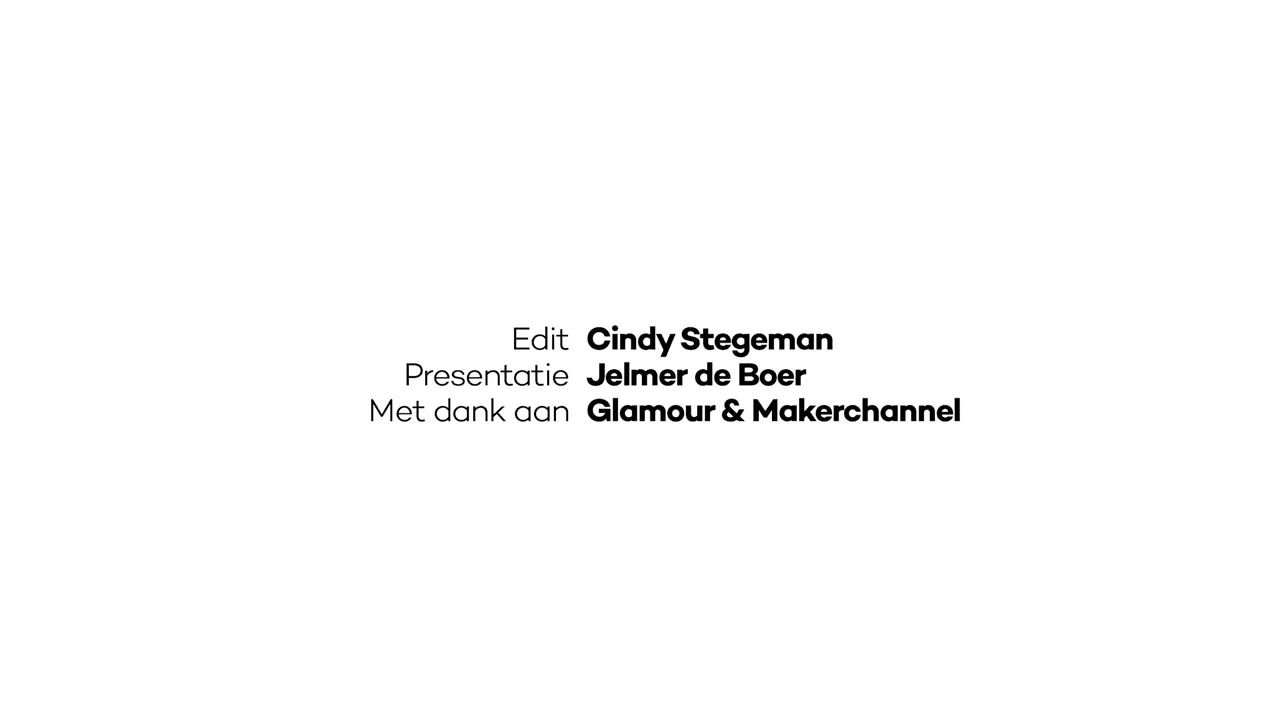 Edit Cindy Stegeman
Presentatie Jelmer de Boer
Met dank aan Glamour & Makerchannel